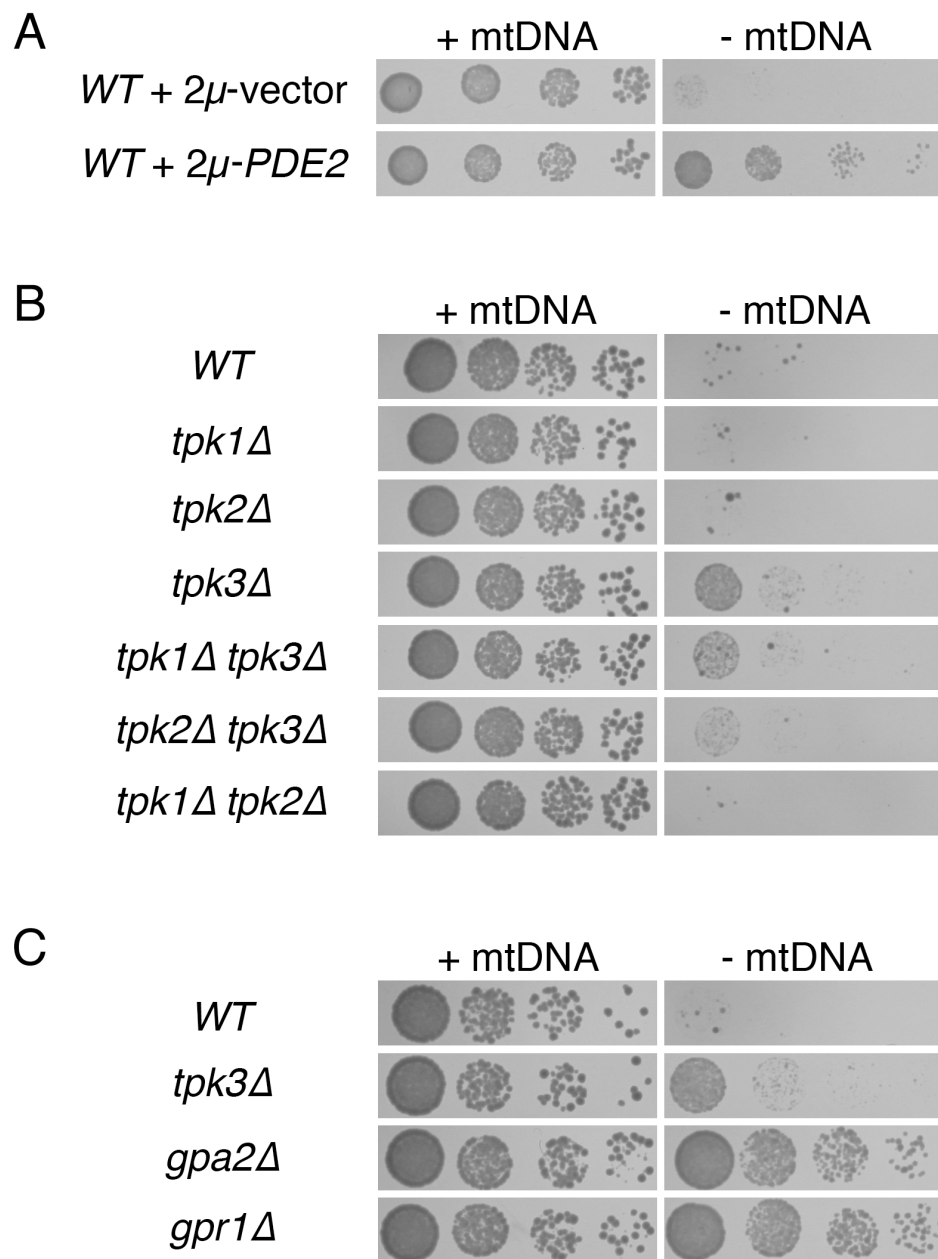 A
+ mtDNA - mtDNA
WT + 2µ-vector
WT + 2µ-PDE2
B
+ mtDNA - mtDNA
WT
tpk1Δ
tpk2Δ
tpk3Δ
tpk1Δ tpk3Δ
tpk2Δ tpk3Δ
tpk1Δ tpk2Δ
C
+ mtDNA - mtDNA
WT
tpk3Δ
gpa2Δ
gpr1Δ